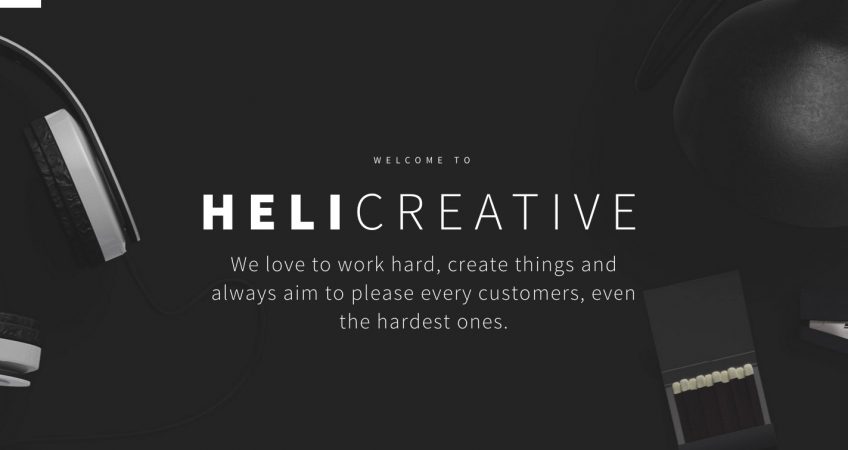 WELCOME TO
HELICREATIVE
We love to work hard, create things and
always aim to please every customers, even
the hardest ones.